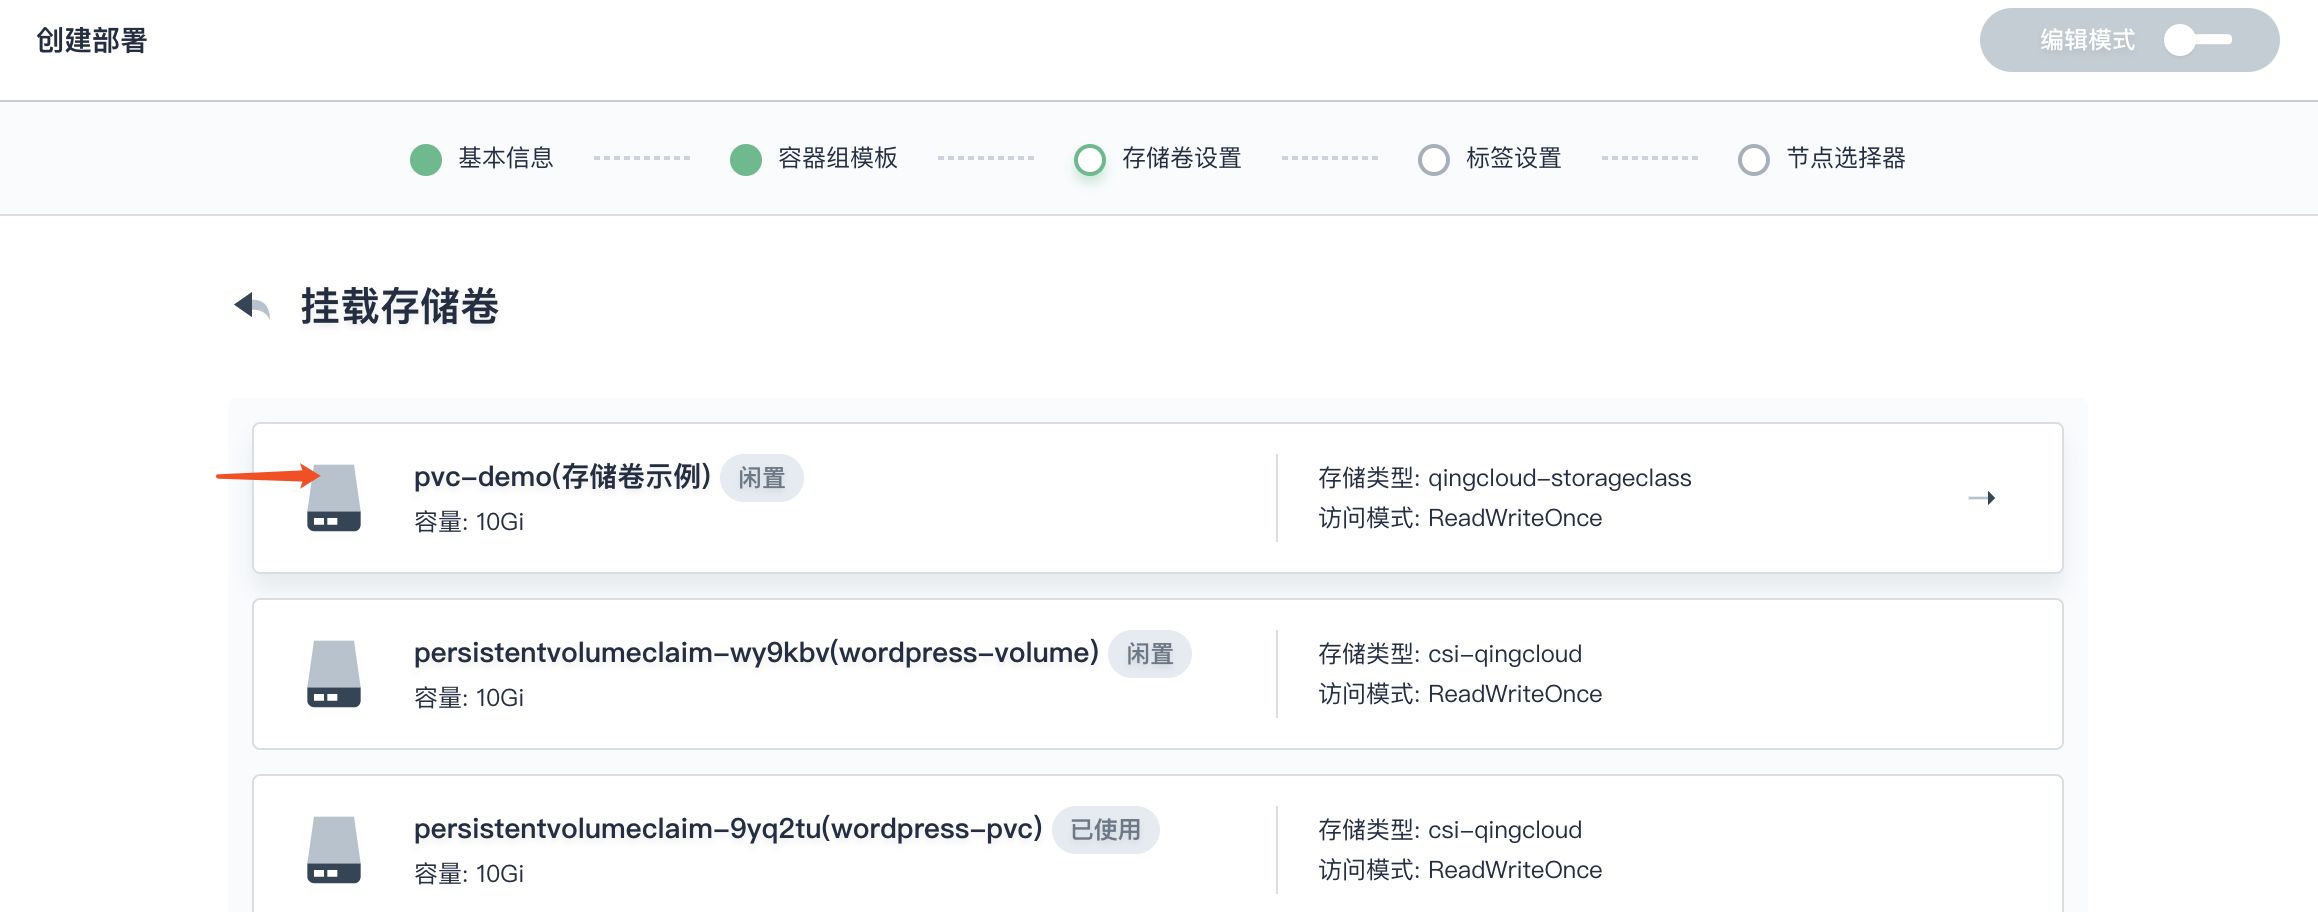 创建部署
编辑模式
基本信息
容器组模板
存储卷设置
标签设置
节点选择器
挂载存储卷
pvc-demo(存储卷示例) 闲置
容量: 10Gi
存储类型: qingcloud-storageclass
访问模式: ReadWriteOnce
persistentvolumeclaim-wy9kbv(wordpress-volume) 闲置
容量: 10Gi
存储类型: csi-qingcloud
访问模式: ReadWriteOnce
persistentvolumeclaim-9yq2tu(wordpress-pvc) 已使用
容量: 10Gi
存储类型: csi-qingcloud
访问模式: ReadWriteOnce